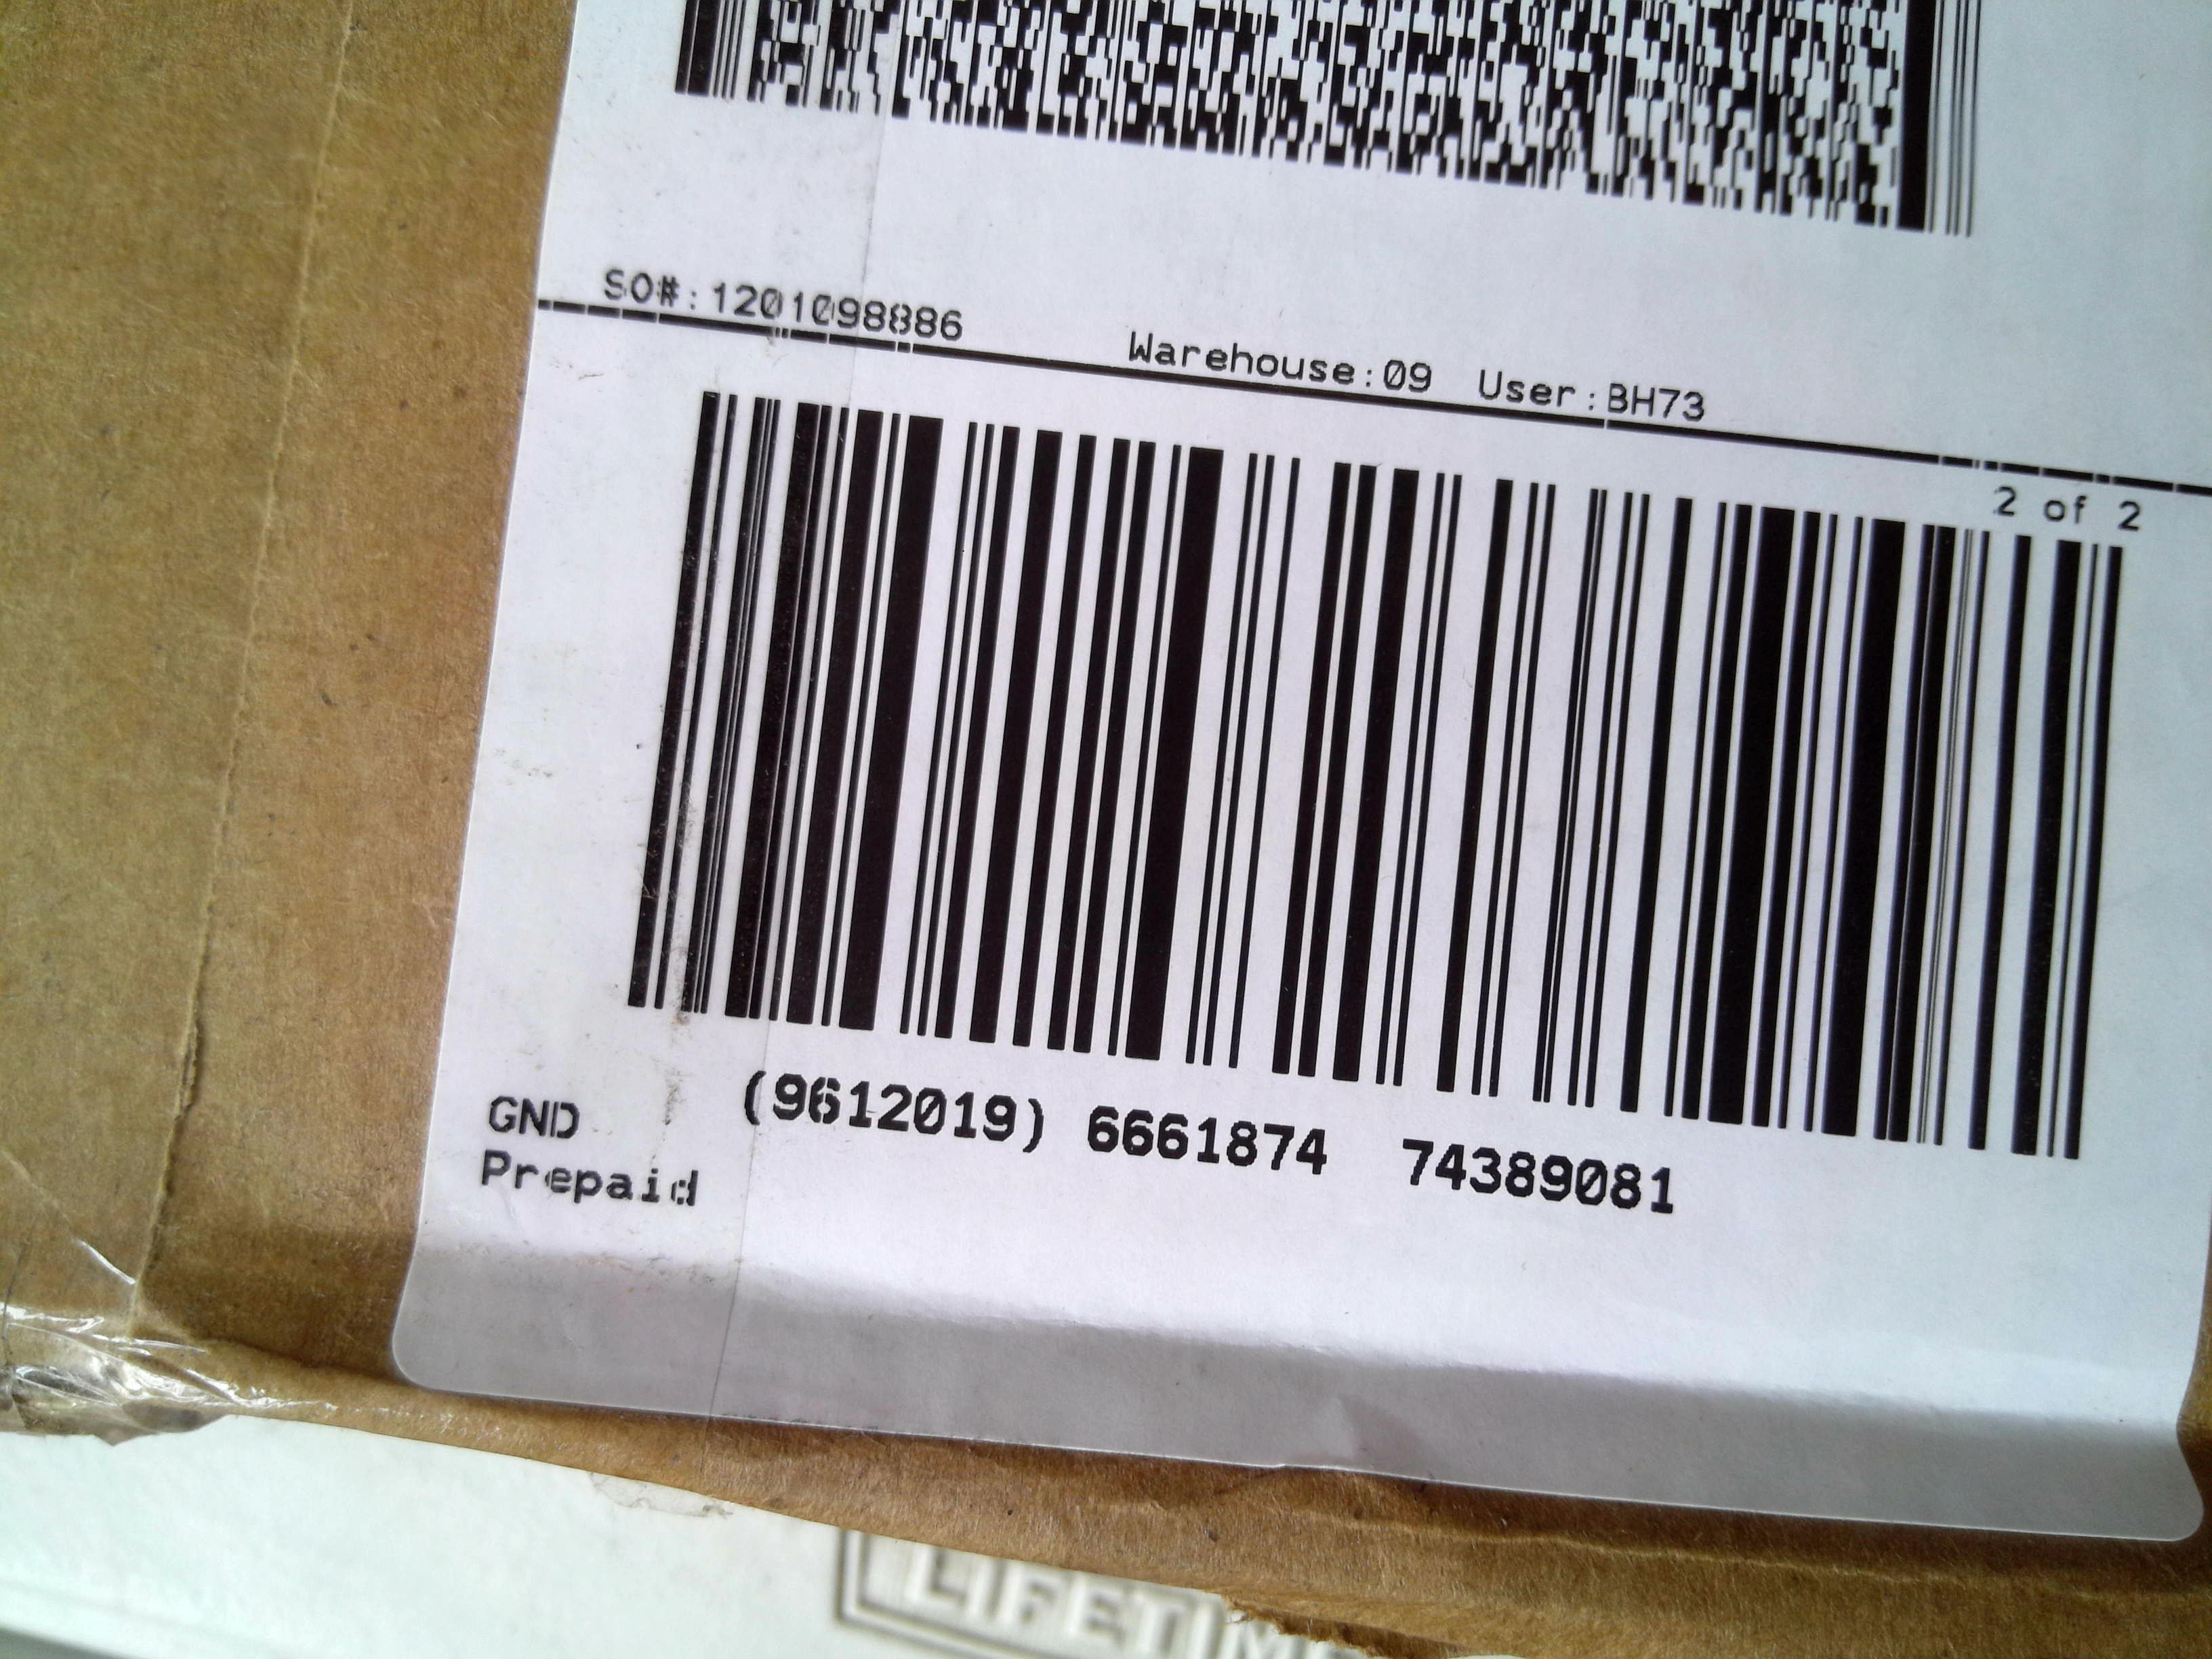 SO#:1201098886
Warehouse:09 User:BH73
2 of 2
(9612019) 6661874 74389081
GND
Prepaid